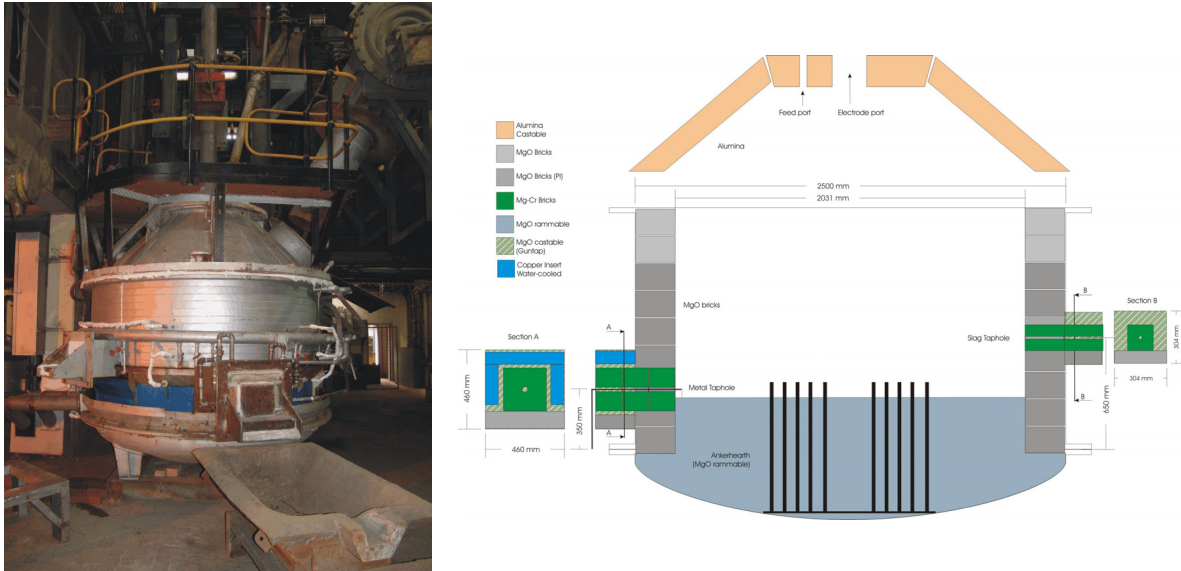 Feed port
Electrode port
Alumina
Alumina
Castable
MgO Bricks
MgO Bricks (PI)
Mg-Cr Bricks
MgO rammable
MgO castable
(Guntap)
Copper Insert
Water-cooled
2500 mm
2031 mm
MgO bricks
Section A
A
A
460 mm
460 mm
350 mm
Metal Taphole
Ankerhearth
(MgO rammable)
Slag Taphole
B
B
Section B
304 mm
304 mm
650 mm